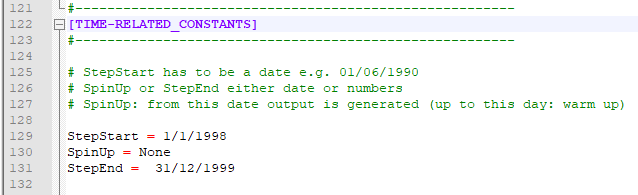 121 #-------------------------------------------------------
122 [TIME-RELATED_CONSTANTS]
123 #-------------------------------------------------------
124
125 # StepStart has to be a date e.g. 01/06/1990
126 # SpinUp or StepEnd either date or numbers
127 # SpinUp: from this date output is generated (up to this day: warm up)
128
129 StepStart = 1/1/1998
130 SpinUp = None
131 StepEnd =  31/12/1999
132